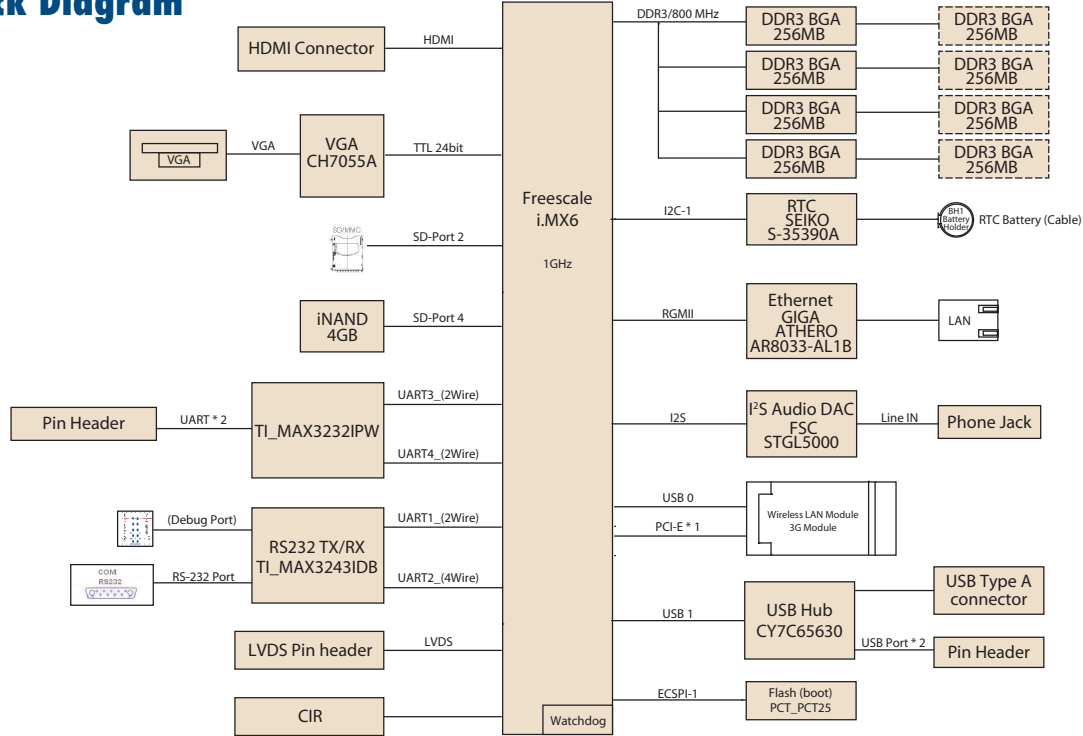 ck Diagram
HDMI Connector
HDMI
VGA
VGA
VGA
CH7055A
TTL 24bit
SD/MMC
SD-Port 2
iNAND
4GB
SD-Port 4
Pin Header
UART * 2
TI_MAX3232IPW
UART3_(2Wire)
UART4_(2Wire)
(Debug Port)
COM
RS232
RS-232 Port
RS232 TX/RX
TI_MAX3243IDB
UART1_(2Wire)
UART2_(4Wire)
LVDS Pin header
LVDS
CIR
Freescale
i.MX6
1GHz
Watchdog
DDR3/800 MHz
DDR3 BGA
256MB
DDR3 BGA
256MB
DDR3 BGA
256MB
DDR3 BGA
256MB
DDR3 BGA
256MB
DDR3 BGA
256MB
DDR3 BGA
256MB
DDR3 BGA
256MB
I2C-1
RTC
SEIKO
S-35390A
BH1
Battery
Holder
RTC Battery (Cable)
RGMII
Ethernet
GIGA
ATHERO
AR8033-AL1B
LAN
I2S
I²S Audio DAC
FSC
STGL5000
Line IN
Phone Jack
USB 0
PCI-E * 1
Wireless LAN Module
3G Module
USB 1
USB Hub
CY7C65630
USB Type A
connector
USB Port * 2
Pin Header
ECSPI-1
Flash (boot)
PCT_PCT25